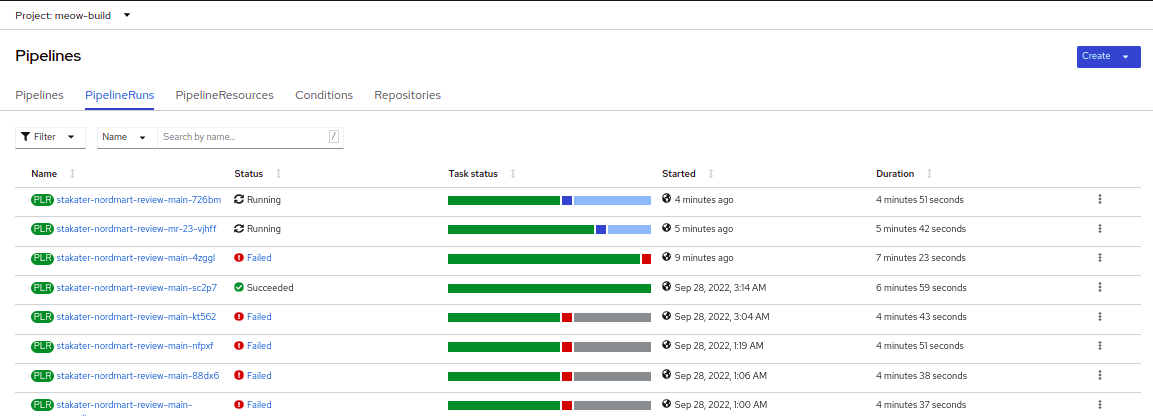 Project: meow-build
Pipelines
Create
Pipelines PipelineRuns PipelineResources Conditions Repositories
Filter Name Search by name... /
Name Status Task status Started Duration
PLR stakater-nordmart-review-main-726bm Running 4 minutes ago 4 minutes 51 seconds
PLR stakater-nordmart-review-mr-23-vjhff Running 5 minutes ago 5 minutes 42 seconds
PLR stakater-nordmart-review-main-4zggl Failed 9 minutes ago 7 minutes 23 seconds
PLR stakater-nordmart-review-main-sc2p7 Succeeded Sep 28, 2022, 3:14 AM 6 minutes 59 seconds
PLR stakater-nordmart-review-main-kt562 Failed Sep 28, 2022, 3:04 AM 4 minutes 43 seconds
PLR stakater-nordmart-review-main-nfpxf Failed Sep 28, 2022, 1:19 AM 4 minutes 51 seconds
PLR stakater-nordmart-review-main-88dx6 Failed Sep 28, 2022, 1:06 AM 4 minutes 38 seconds
PLR stakater-nordmart-review-main- Failed Sep 28, 2022, 1:00 AM 4 minutes 37 seconds